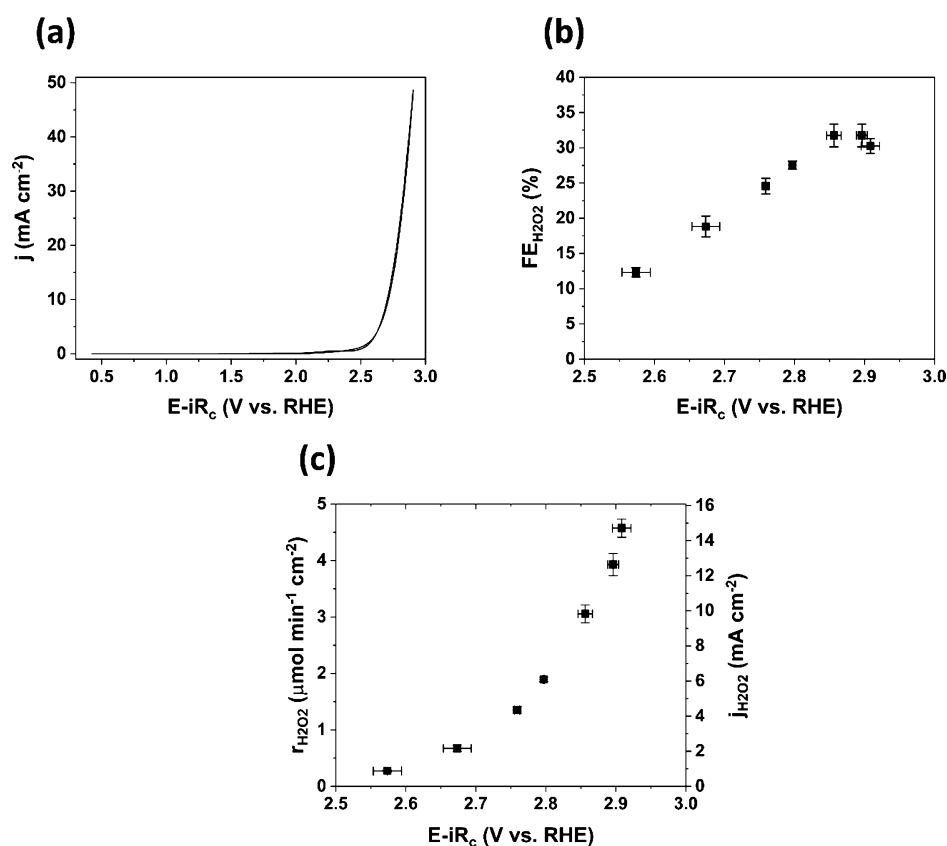 (a)
50
40
30
20
10
0
j (mA cm-2)
0.5 1.0 1.5 2.0 2.5 3.0
E-iRc (V vs. RHE)
(b)
40
35
30
25
20
15
10
5
0
FEH2O2 (%)
2.5 2.6 2.7 2.8 2.9 3.0
E-iRc (V vs. RHE)
(c)
5
4
3
2
1
0
rH2O2 (μmol min-1 cm-2)
16
14
12
10
8
6
4
2
0
jH2O2 (mA cm-2)
2.5 2.6 2.7 2.8 2.9 3.0
E-iRc (V vs. RHE)